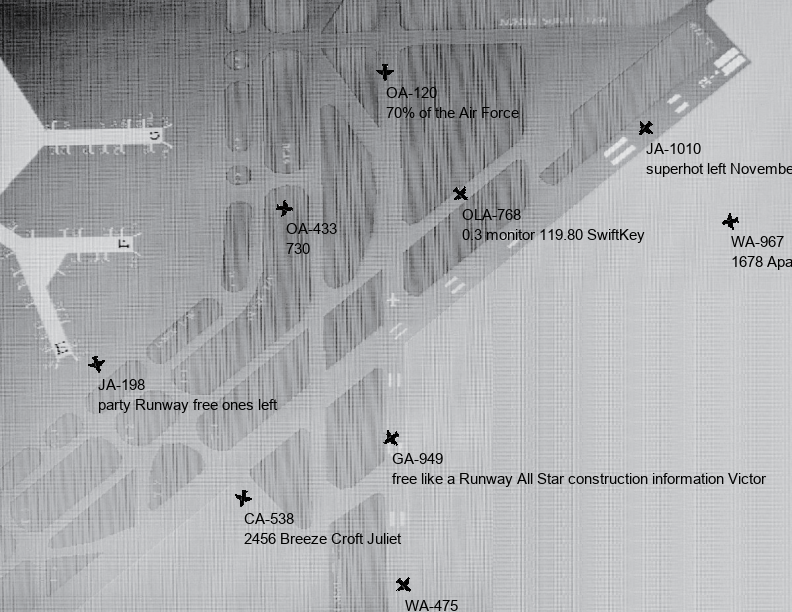 OA-120
70% of the Air Force
JA-1010
superhot left Novembe
OLA-768
0.3 monitor 119.80 SwiftKey
OA-433
730
WA-967
1678 Apa
JA-198
party Runway free ones left
GA-949
free like a Runway All Star construction information Victor
CA-538
2456 Breeze Croft Juliet
WA-475